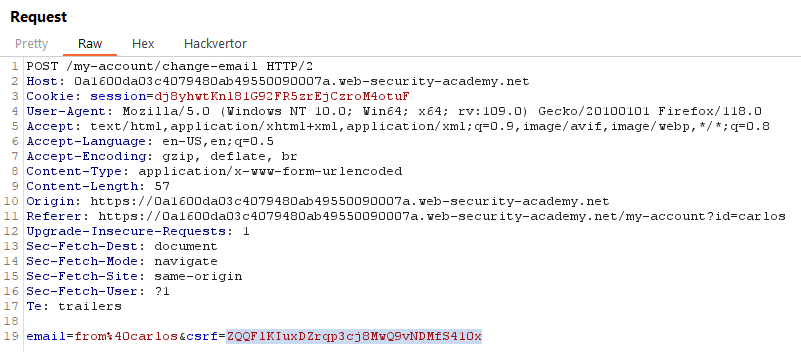 Request
Pretty Raw Hex Hackvertor
1 POST /my-account/change-email HTTP/2
2 Host: 0a1600da03c4079480ab49550090007a.web-security-academy.net
3 Cookie: session=dj8yhwtKnl81G92FR5zrEjCzroM4otuF
4 User-Agent: Mozilla/5.0 (Windows NT 10.0; Win64; x64; rv:109.0) Gecko/20100101 Firefox/118.0
5 Accept: text/html,application/xhtml+xml,application/xml;q=0.9,image/avif,image/webp,*/*;q=0.8
6 Accept-Language: en-US,en;q=0.5
7 Accept-Encoding: gzip, deflate, br
8 Content-Type: application/x-www-form-urlencoded
9 Content-Length: 57
10 Origin: https://0a1600da03c4079480ab49550090007a.web-security-academy.net
11 Referer: https://0a1600da03c4079480ab49550090007a.web-security-academy.net/my-account?id=carlos
12 Upgrade-Insecure-Requests: 1
13 Sec-Fetch-Dest: document
14 Sec-Fetch-Mode: navigate
15 Sec-Fetch-Site: same-origin
16 Sec-Fetch-User: ?1
17 Te: trailers
18
19 email=from%40carlos&csrf=ZQQFlKIuxDZrqp3cj8MwQ9vNDMfS41Ox